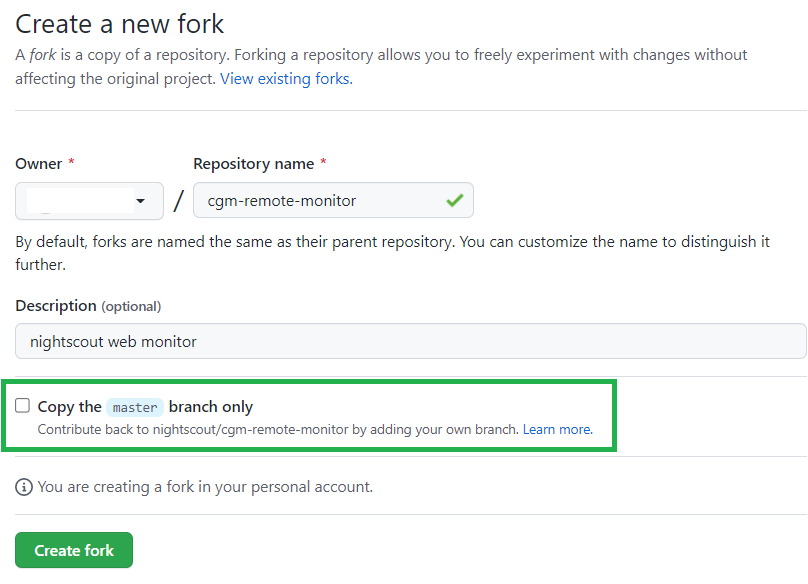 Create a new fork
A fork is a copy of a repository. Forking a repository allows you to freely experiment with changes without
affecting the original project. View existing forks.
Owner * Repository name *
/ cgm-remote-monitor
By default, forks are named the same as their parent repository. You can customize the name to distinguish it
further.
Description (optional)
nightscout web monitor
Copy the master branch only
Contribute back to nightscout/cgm-remote-monitor by adding your own branch. Learn more.
You are creating a fork in your personal account.
Create fork